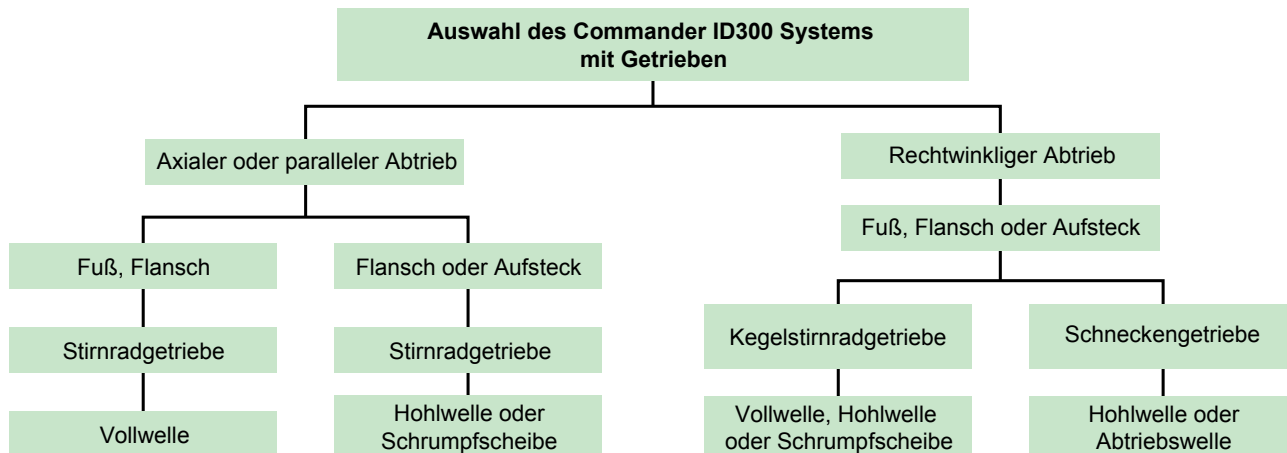 Auswahl des Commander ID300 Systems
mit Getrieben
Axialer oder paralleler Abtrieb
Rechtwinkliger Abtrieb
Fuß, Flansch oder Aufsteck
Fuß, Flansch
Flansch oder Aufsteck
Stirnradgetriebe
Stirnradgetriebe
Kegelstirnradgetriebe
Schneckengetriebe
Vollwelle
Hohlwelle oder
Schrumpfscheibe
Vollwelle, Hohlwelle
oder Schrumpfscheibe
Hohlwelle oder
Abtriebswelle